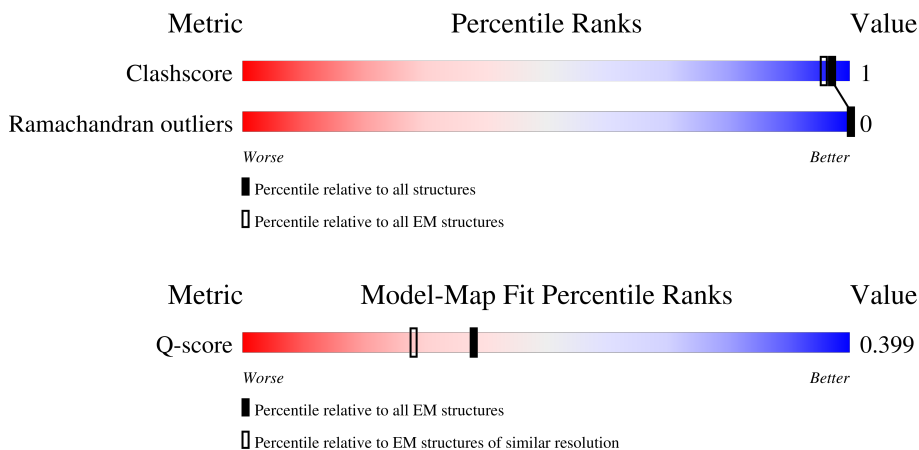 Metric Percentile Ranks Value
Clashscore 1
Ramachandran outliers 0
Worse Better
Percentile relative to all structures
Percentile relative to all EM structures
Metric Model-Map Fit Percentile Ranks Value
Q-score 0.399
Worse Better
Percentile relative to all EM structures
Percentile relative to EM structures of similar resolution